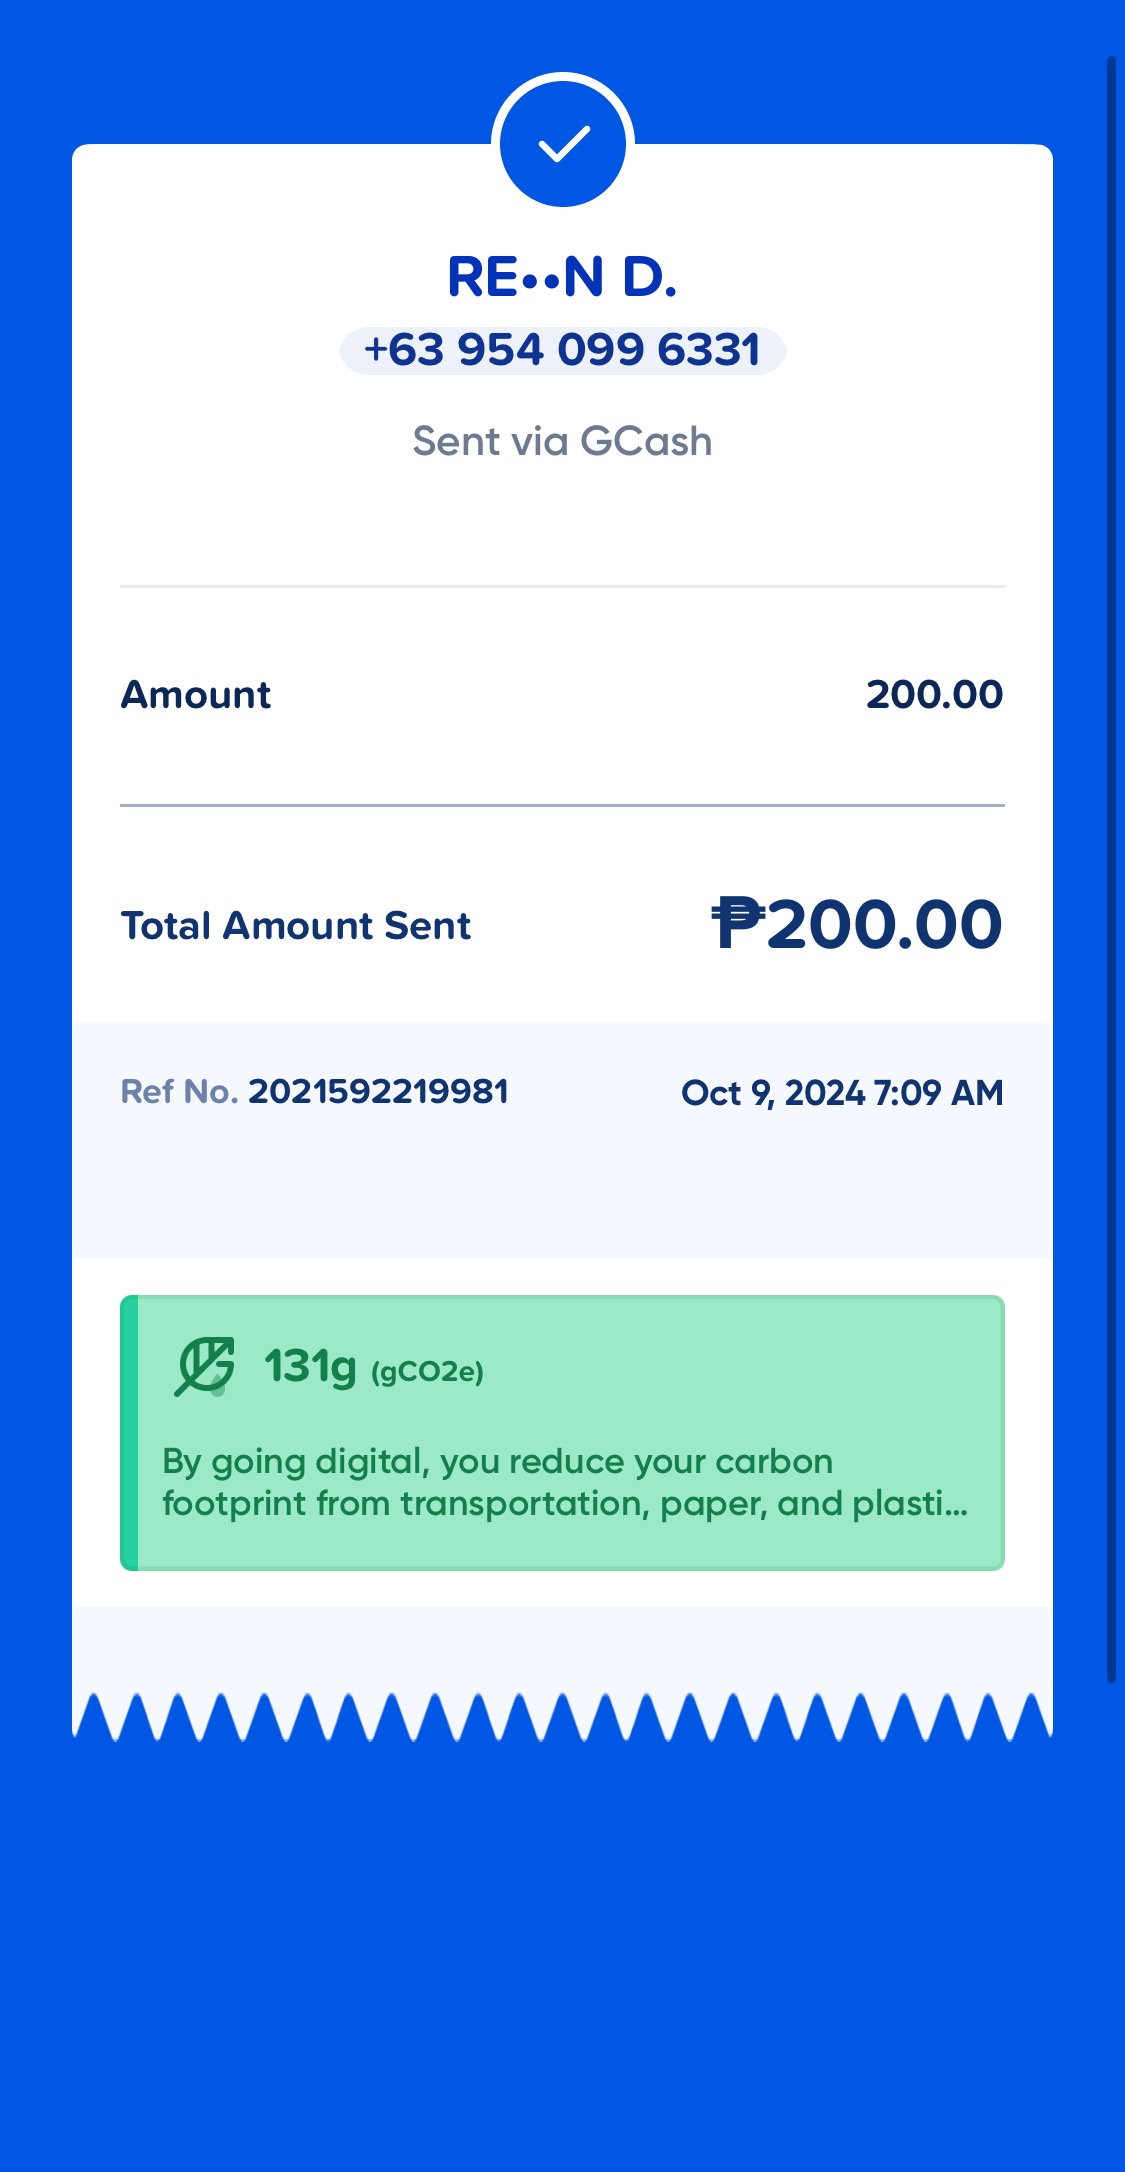 RE••N D.
+63 954 099 6331
Sent via GCash
Amount 200.00
Total Amount Sent ₱200.00
Ref No. 2021592219981 Oct 9, 2024 7:09 AM
131g (gCO2e)
By going digital, you reduce your carbon
footprint from transportation, paper, and plasti...